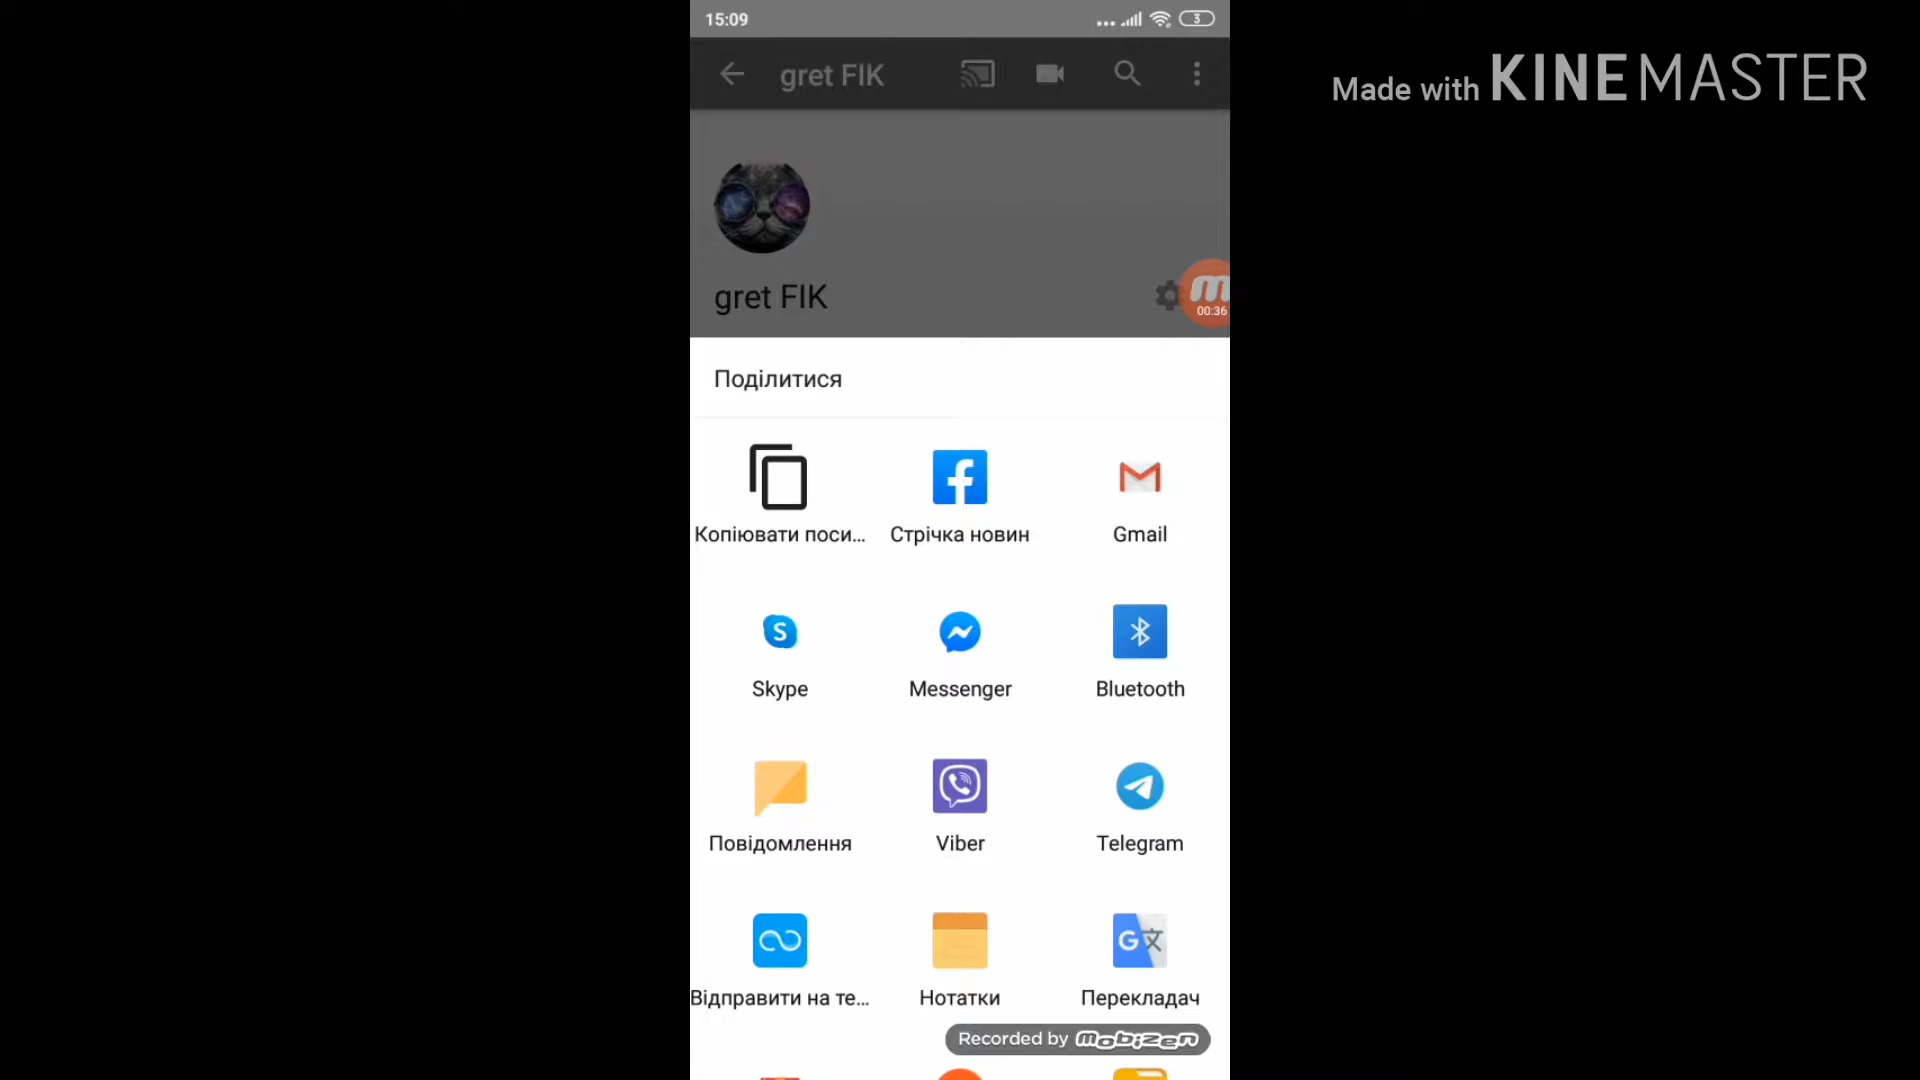 15:09
3
Made with KINEMASTER
gret FIK
gret FIK
00:36
Поділитися
Копіювати поси...
Стрічка новин
Gmail
Skype
Messenger
Bluetooth
Повідомлення
Viber
Telegram
Відправити на те...
Нотатки
Перекладач
Recorded by mobizen